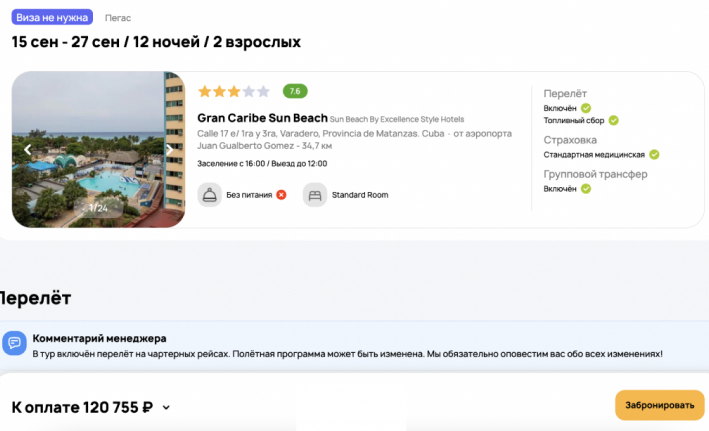 Виза не нужна Пегас
15 сен - 27 сен / 12 ночей / 2 взрослых
7.6
Gran Caribe Sun Beach Sun Beach By Excellence Style Hotels
Calle 17 e/ 1ra y 3ra, Varadero, Provincia de Matanzas. Cuba · от аэропорта
Juan Gualberto Gomez - 34,7 км
Заселение с 16:00 / Выезд до 12:00
Без питания Standard Room
1/24
Перелёт
Включён
Топливный сбор
Страховка
Стандартная медицинская
Групповой трансфер
Включён
Перелёт
Комментарий менеджера
В тур включён перелёт на чартерных рейсах. Полётная программа может быть изменена. Мы обязательно оповестим вас обо всех изменениях!
К оплате 120 755 ₽
Забронировать